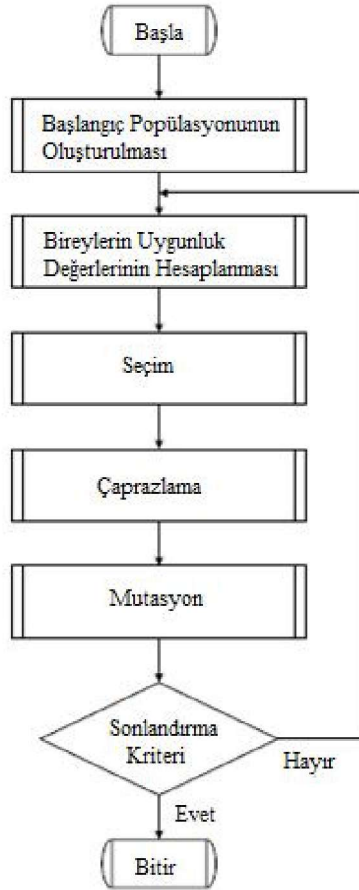 Başla
Başlangıç Popülasyonunun
Oluşturulması
Bireylerin Uygunluk
Değerlerinin Hesaplanması
Seçim
Çaprazlama
Mutasyon
Sonlandırma
Kriteri
Hayır
Evet
Bitir